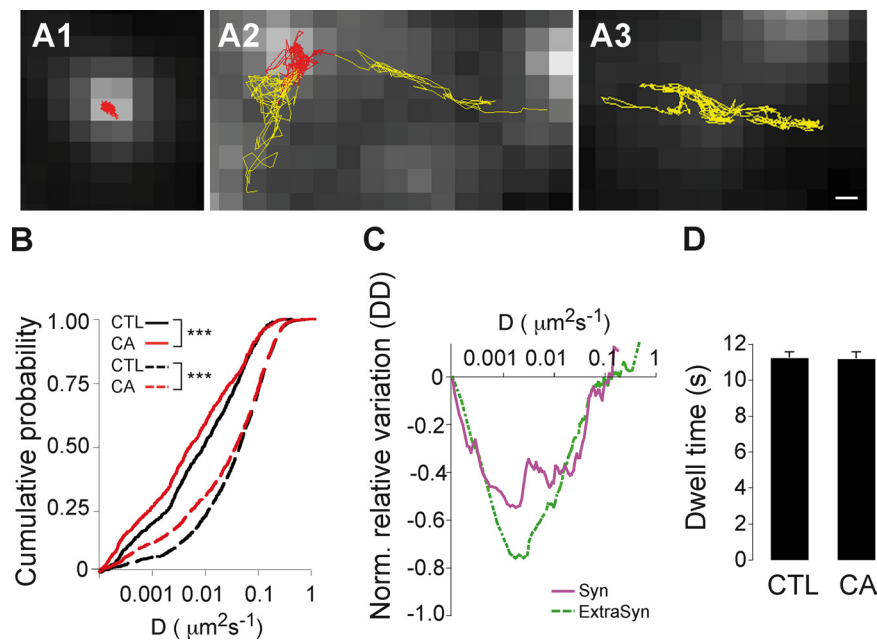 A1
A2
A3
B
C
D
CTL
CA
***
CTL
CA
***
Cumulative probability
1.00
0.75
0.50
0.25
0
0.001
0.01
0.1
1
D ( μm²s⁻¹)
D ( μm²s⁻¹)
0.001
0.01
0.1
1
Norm. relative variation (DD)
0
-0.2
-0.4
-0.6
-0.8
-1.0
Syn
ExtraSyn
Dwell time (s)
12
10
8
6
4
2
0
CTL
CA